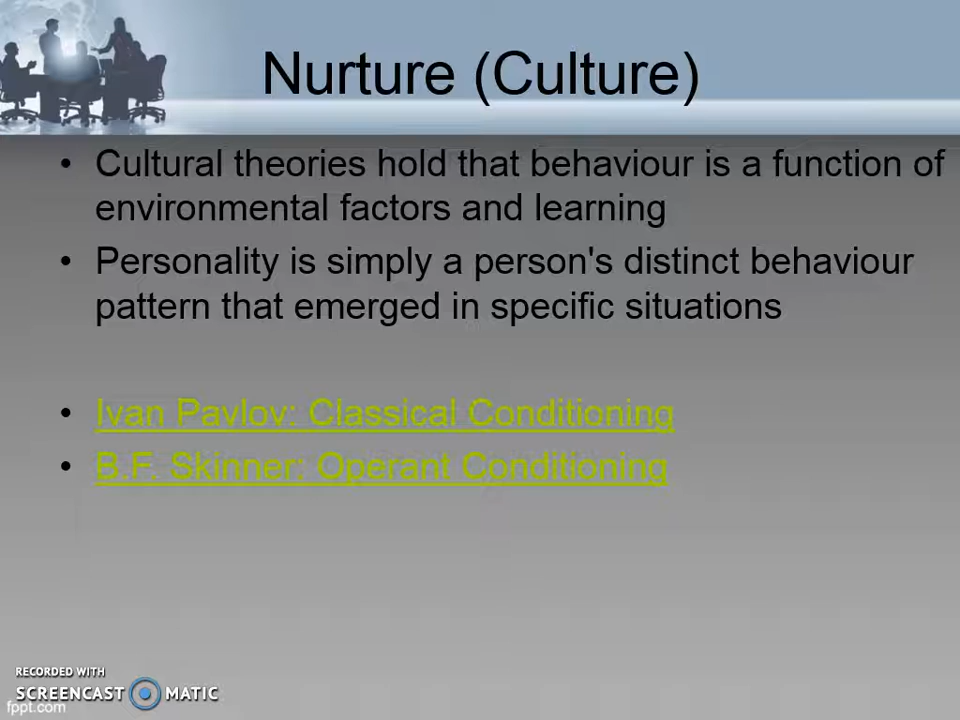 Nurture (Culture)
• Cultural theories hold that behaviour is a function of
environmental factors and learning
• Personality is simply a person's distinct behaviour
pattern that emerged in specific situations
• Ivan Pavlov: Classical Conditioning
• B.F. Skinner: Operant Conditioning
RECORDED WITH
SCREENCAST MATIC
fppt.com